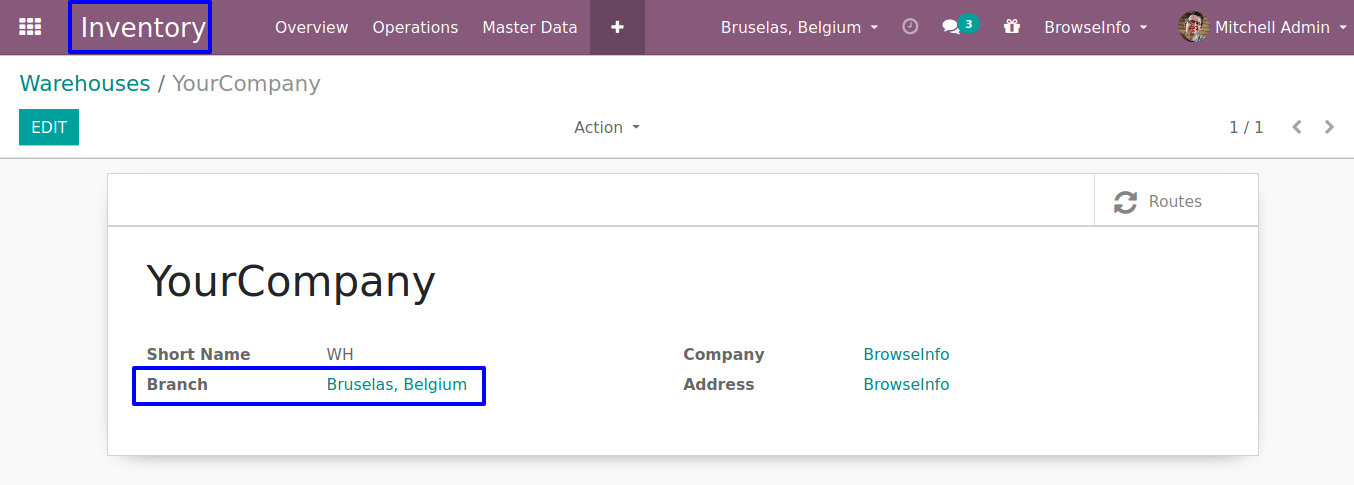 Inventory Overview Operations Master Data + Bruselas, Belgium 3 BrowseInfo Mitchell Admin
Warehouses / YourCompany
EDIT Action 1 / 1
Routes
YourCompany
Short Name WH Company BrowseInfo
Branch Bruselas, Belgium Address BrowseInfo